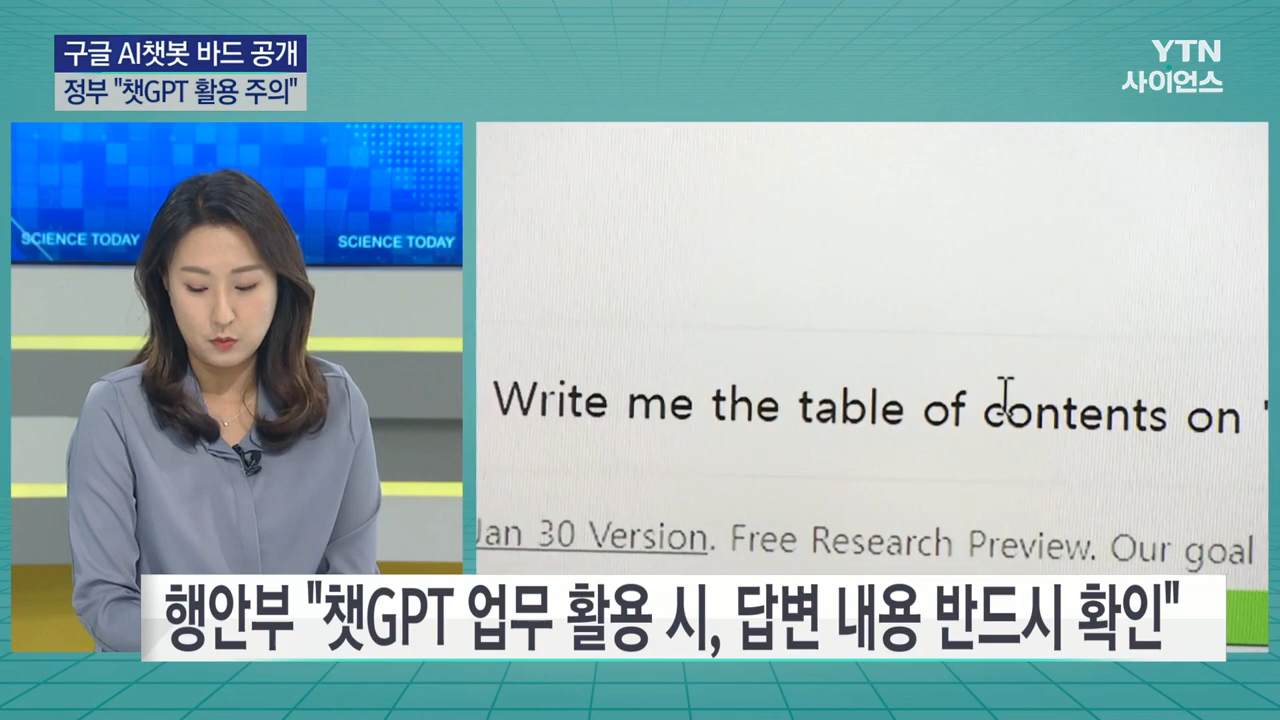 구글 AI챗봇 바드 공개
정부 "챗GPT 활용 주의"
YTN
사이언스
SCIENCE TODAY
SCIENCE TODAY
Write me the table of contents on '
Jan 30 Version. Free Research Preview. Our goal
행안부 "챗GPT 업무 활용 시, 답변 내용 반드시 확인"